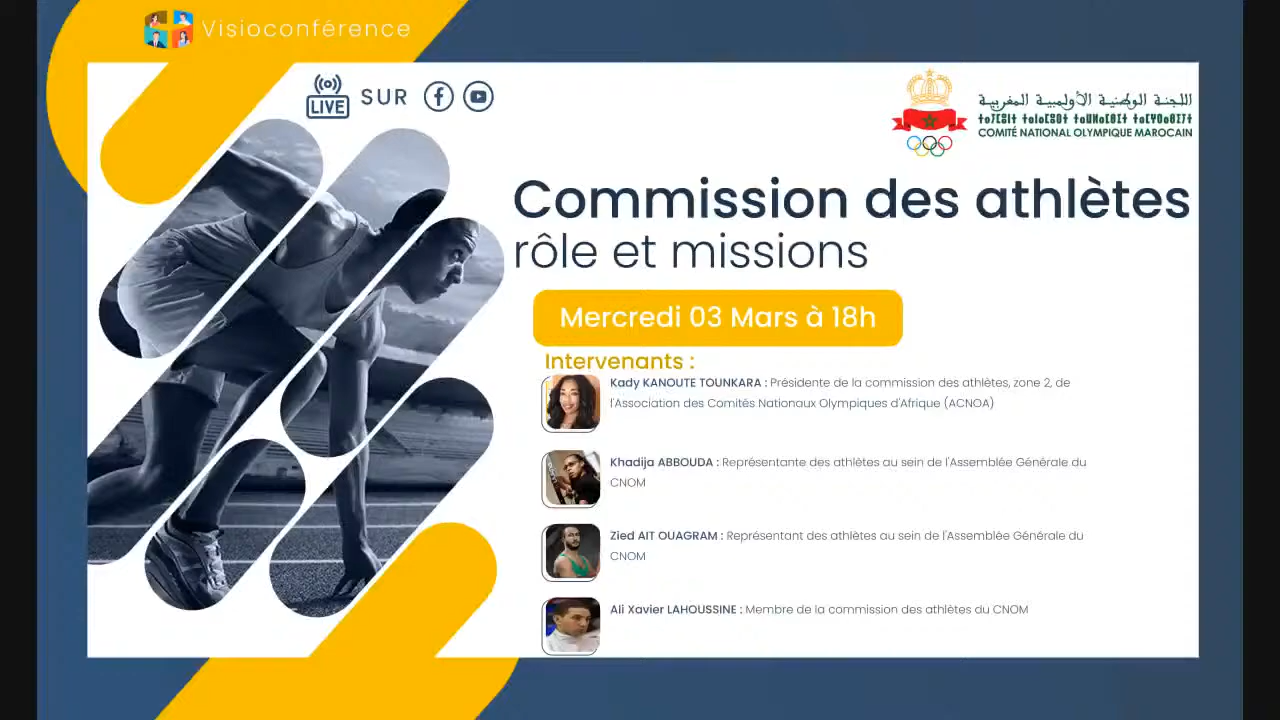 Visioconférence
LIVE SUR
اللجنة الوطنية الأولمبية المغربية
COMITÉ NATIONAL OLYMPIQUE MAROCAIN
Commission des athlètes
rôle et missions
Mercredi 03 Mars à 18h
Intervenants :
Kady KANOUTE TOUNKARA : Présidente de la commission des athlètes, zone 2, de
l'Association des Comités Nationaux Olympiques d'Afrique (ACNOA)
Khadija ABBOUDA : Représentante des athlètes au sein de l'Assemblée Générale du
CNOM
Zied AIT OUAGRAM : Représentant des athlètes au sein de l'Assemblée Générale du
CNOM
Ali Xavier LAHOUSSINE : Membre de la commission des athlètes du CNOM